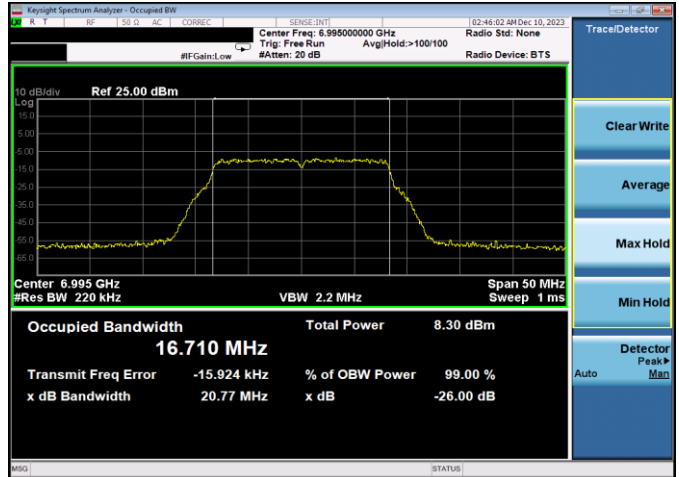 Keysight Spectrum Analyzer - Occupied BW
R T RF 50 Ω AC CORREC SENSE:INT 02:46:02 AM Dec 10, 2023
Center Freq: 6.995000000 GHz Radio Std: None
Trig: Free Run Avg|Hold:>100/100
#IFGain:Low #Atten: 20 dB Radio Device: BTS
10 dB/div Ref 25.00 dBm
Log
15.0
5.00
-5.00
-15.0
-25.0
-35.0
-45.0
-55.0
-65.0
Center 6.995 GHz Span 50 MHz
#Res BW 220 kHz VBW 2.2 MHz Sweep 1 ms
Occupied Bandwidth Total Power 8.30 dBm
16.710 MHz
Transmit Freq Error -15.924 kHz % of OBW Power 99.00 %
x dB Bandwidth 20.77 MHz x dB -26.00 dB
MSG STATUS
Trace/Detector
Clear Write
Average
Max Hold
Min Hold
Detector
Peak▶
Auto Man